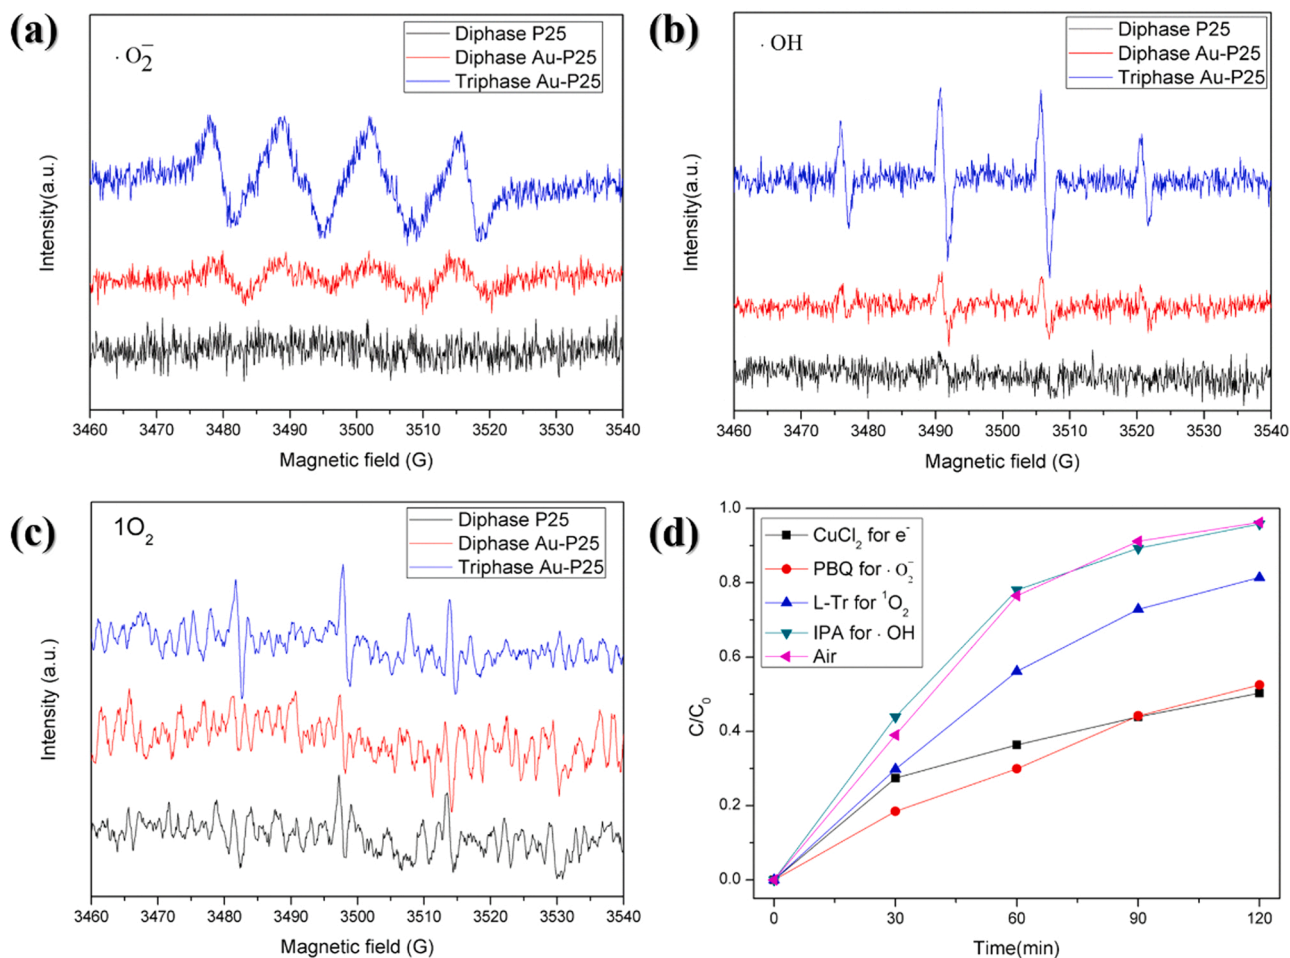 (a)
· O₂⁻
Diphase P25
Diphase Au-P25
Triphase Au-P25
Intensity(a.u.)
3460 3470 3480 3490 3500 3510 3520 3530 3540
Magnetic field (G)
(b)
· OH
Diphase P25
Diphase Au-P25
Triphase Au-P25
Intensity(a.u.)
3460 3470 3480 3490 3500 3510 3520 3530 3540
Magnetic field (G)
(c)
1O₂
Diphase P25
Diphase Au-P25
Triphase Au-P25
Intensity (a.u.)
3460 3470 3480 3490 3500 3510 3520 3530 3540
Magnetic field (G)
(d)
CuCl₂ for e⁻
PBQ for · O₂⁻
L-Tr for ¹O₂
IPA for · OH
Air
C/C₀
1.0
0.8
0.6
0.4
0.2
0.0
0 30 60 90 120
Time(min)